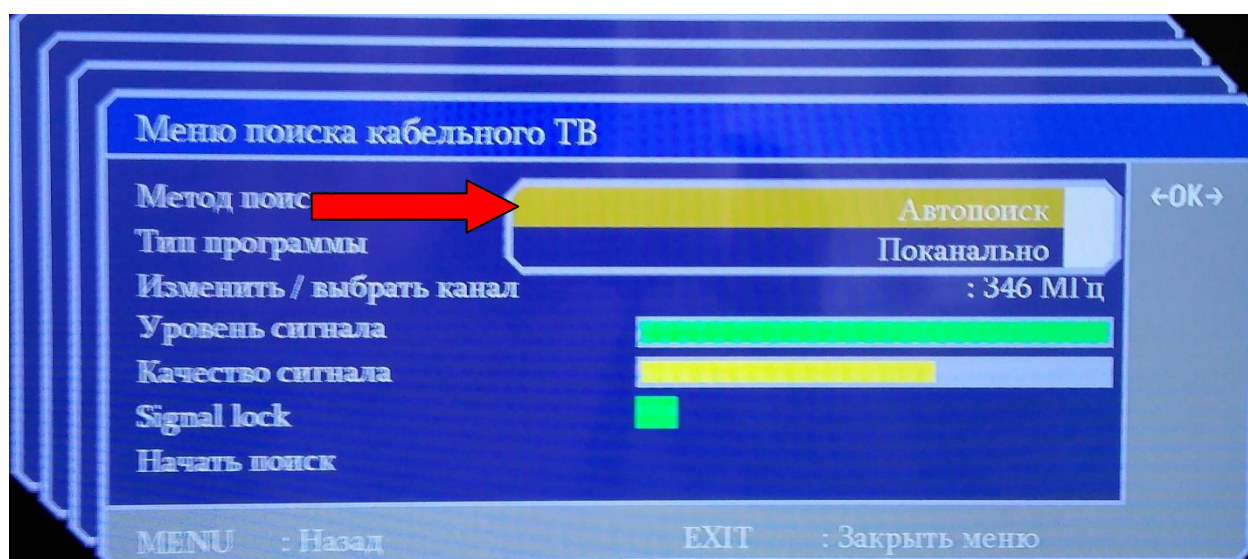 Меню поиска кабельного ТВ
Метод поис
Автопоиск
←OK→
Тип программы
Поканально
Изменить / выбрать канал : 346 МГц
Уровень сигнала
Качество сигнала
Signal lock
Начать поиск
MENU : Назад EXIT : Закрыть меню